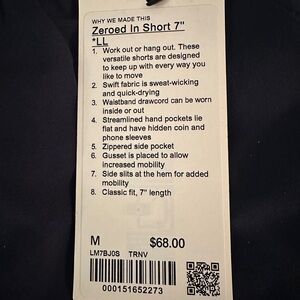 WHY WE MADE THIS
Zeroed In Short 7"
*LL
1. Work out or hang out. These
versatile shorts are designed
to keep up with every way you
like to move
2. Swift fabric is sweat-wicking
and quick-drying
3. Waistband drawcord can be worn
inside or out
4. Streamlined hand pockets lie
flat and have hidden coin and
phone sleeves
5. Zippered side pocket
6. Gusset is placed to allow
increased mobility
7. Side slits at the hem for added
mobility
8. Classic fit, 7" length
M $68.00
LM7BJ0S TRNV
000151652273